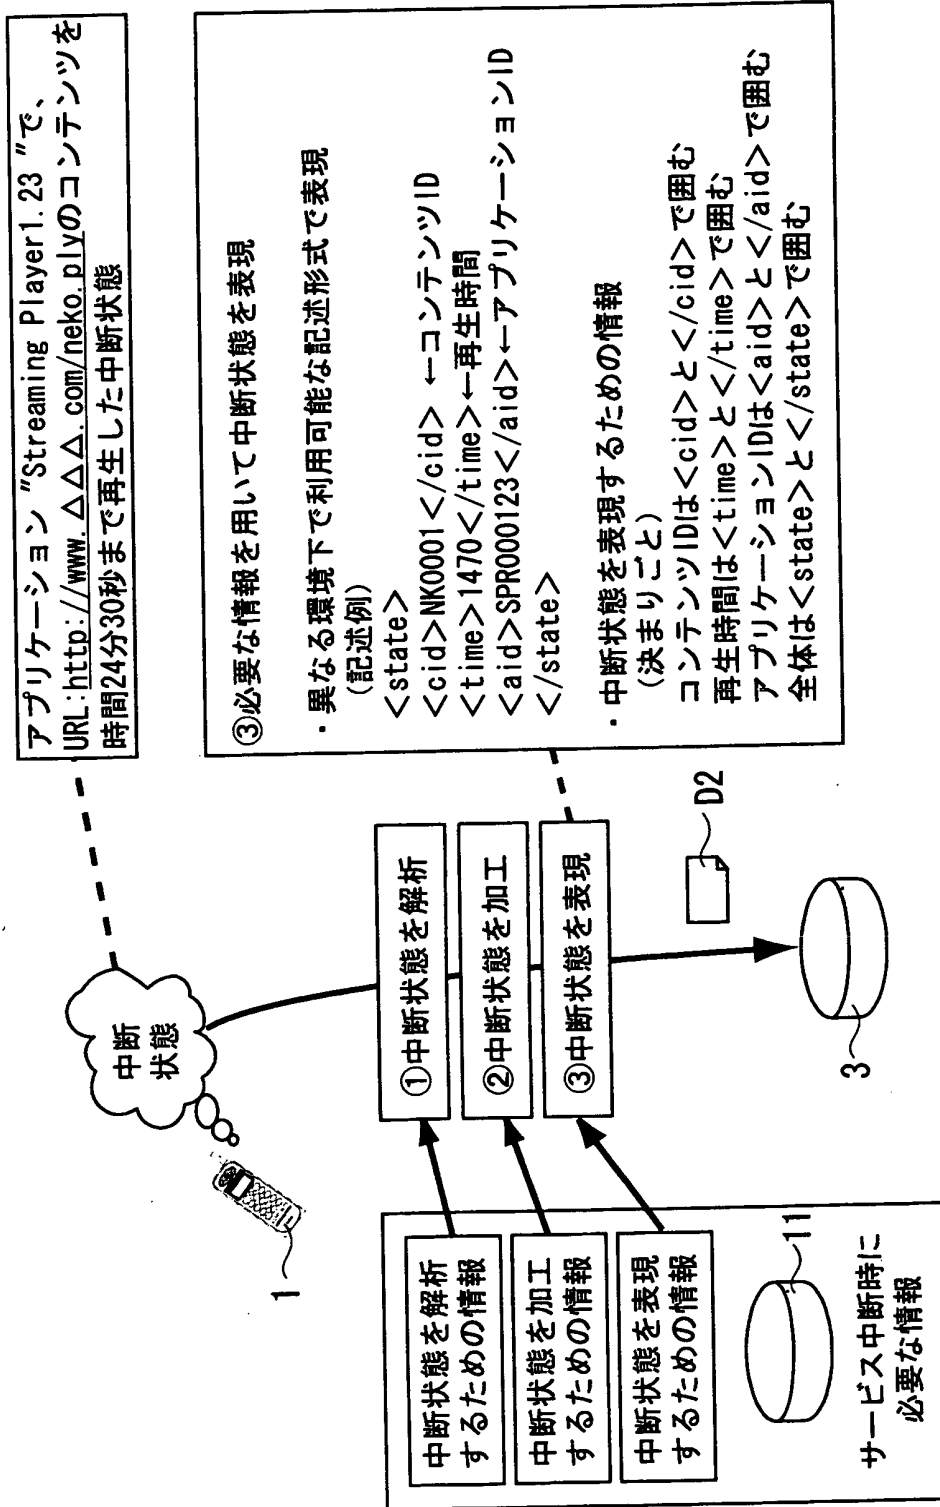 アプリケーション "Streaming Player1.23 "で、
URL:http://www.△△△.com/neko.plyのコンテンツを
時間24分30秒まで再生した中断状態
中断
状態
1
①中断状態を解析
②中断状態を加工
③中断状態を表現
D2
3
中断状態を解析
するための情報
中断状態を加工
するための情報
中断状態を表現
するための情報
11
サービス中断時に
必要な情報
③必要な情報を用いて中断状態を表現
・異なる環境下で利用可能な記述形式で表現
(記述例)
<state>
<cid>NK0001</cid> ←コンテンツID
<time>1470</time>←再生時間
<aid>SPR000123</aid>←アプリケーションID
</state>
・中断状態を表現するための情報
(決まりごと)
コンテンツIDは<cid>と</cid>で囲む
再生時間は<time>と</time>で囲む
アプリケーションIDは<aid>と</aid>で囲む
全体は<state>と</state>で囲む